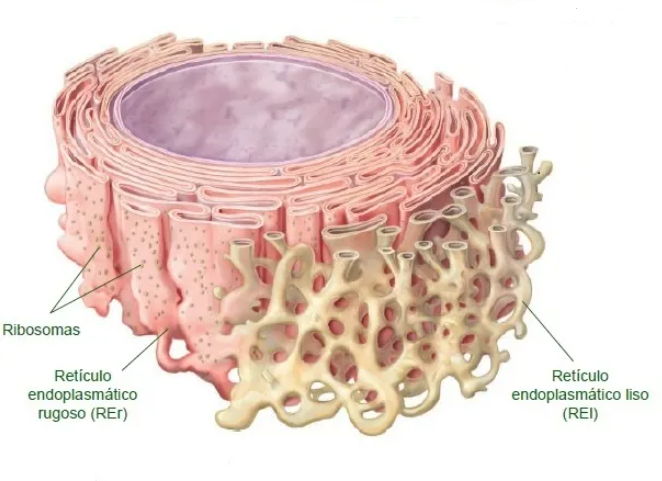 Ribosomas
Retículo
endoplasmático
rugoso (REr)
Retículo
endoplasmático liso
(REl)